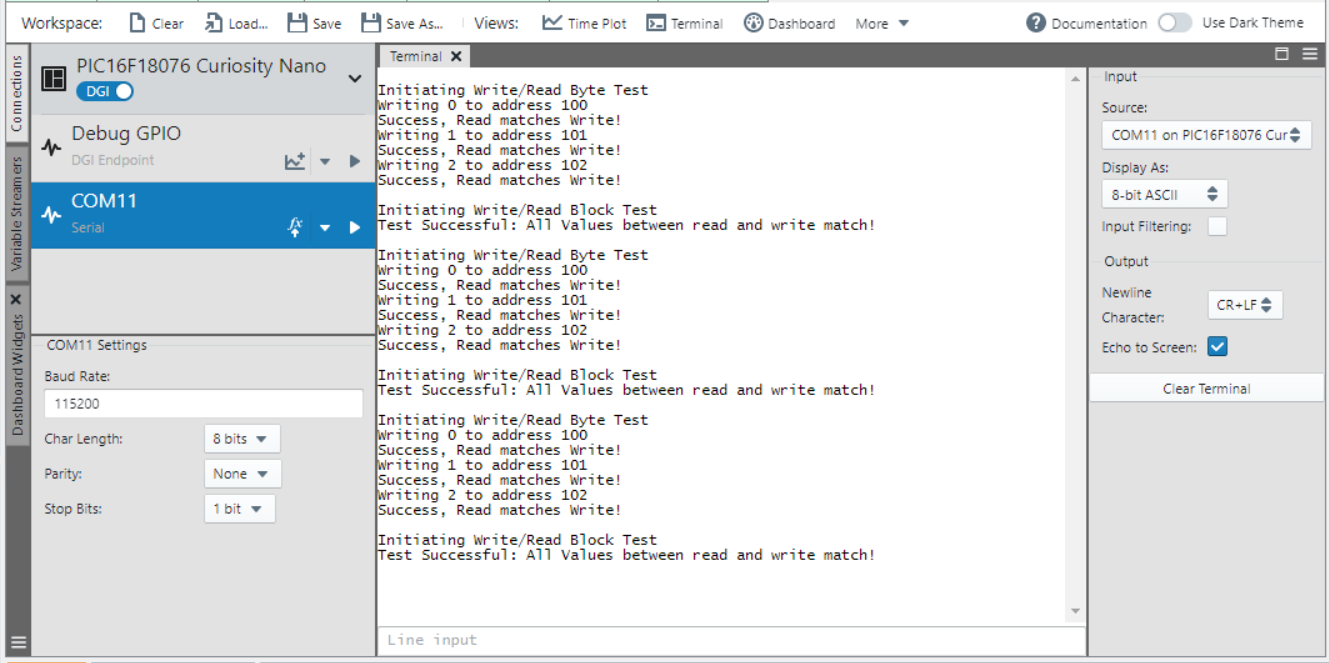 Workspace: Clear Load... Save Save As... Views: Time Plot Terminal Dashboard More Documentation Use Dark Theme
Connections
Variable Streamers
Dashboard Widgets
PIC16F18076 Curiosity Nano
DGI
Debug GPIO
DGI Endpoint
COM11
Serial
fx
COM11 Settings
Baud Rate:
115200
Char Length: 8 bits
Parity: None
Stop Bits: 1 bit
Terminal
Initiating Write/Read Byte Test
Writing 0 to address 100
Success, Read matches Write!
Writing 1 to address 101
Success, Read matches Write!
Writing 2 to address 102
Success, Read matches Write!
Initiating Write/Read Block Test
Test Successful: All Values between read and write match!
Initiating Write/Read Byte Test
Writing 0 to address 100
Success, Read matches Write!
Writing 1 to address 101
Success, Read matches Write!
Writing 2 to address 102
Success, Read matches Write!
Initiating Write/Read Block Test
Test Successful: All Values between read and write match!
Initiating Write/Read Byte Test
Writing 0 to address 100
Success, Read matches Write!
Writing 1 to address 101
Success, Read matches Write!
Writing 2 to address 102
Success, Read matches Write!
Initiating Write/Read Block Test
Test Successful: All Values between read and write match!
Line input
Input
Source:
COM11 on PIC16F18076 Cur
Display As:
8-bit ASCII
Input Filtering:
Output
Newline
Character:
CR+LF
Echo to Screen:
Clear Terminal